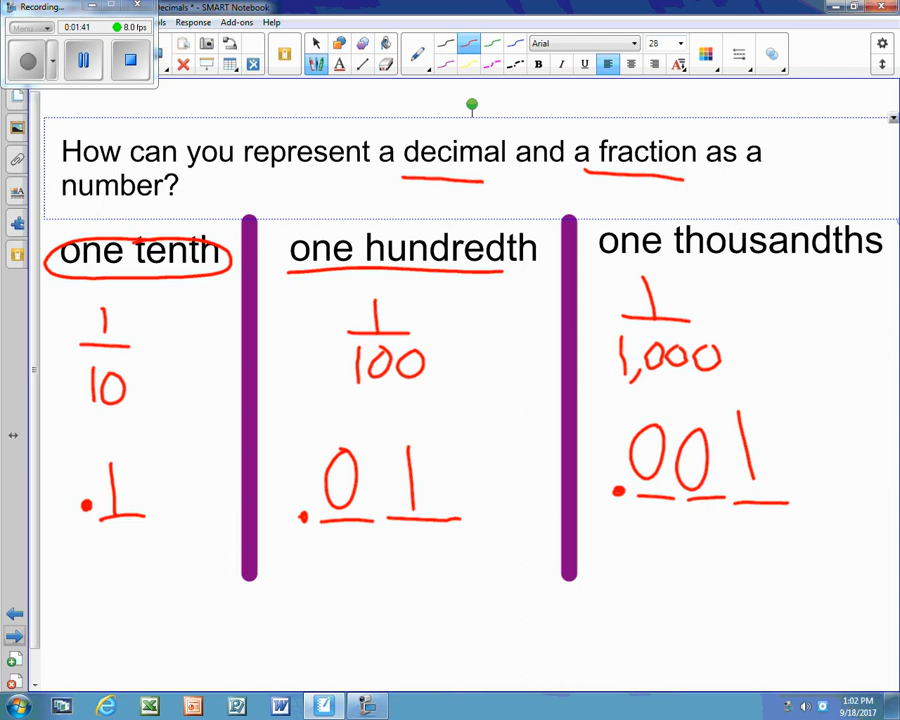 Recording...
Decimals * - SMART Notebook
Menu
0:01:41
8.0 fps
Response
Add-ons
Help
Arial
28
B
I
U
How can you represent a decimal and a fraction as a
number?
one tenth
one hundredth
one thousandths
1
10
1
100
1
1,000
.1
.01
.001
1:02 PM
9/18/2017